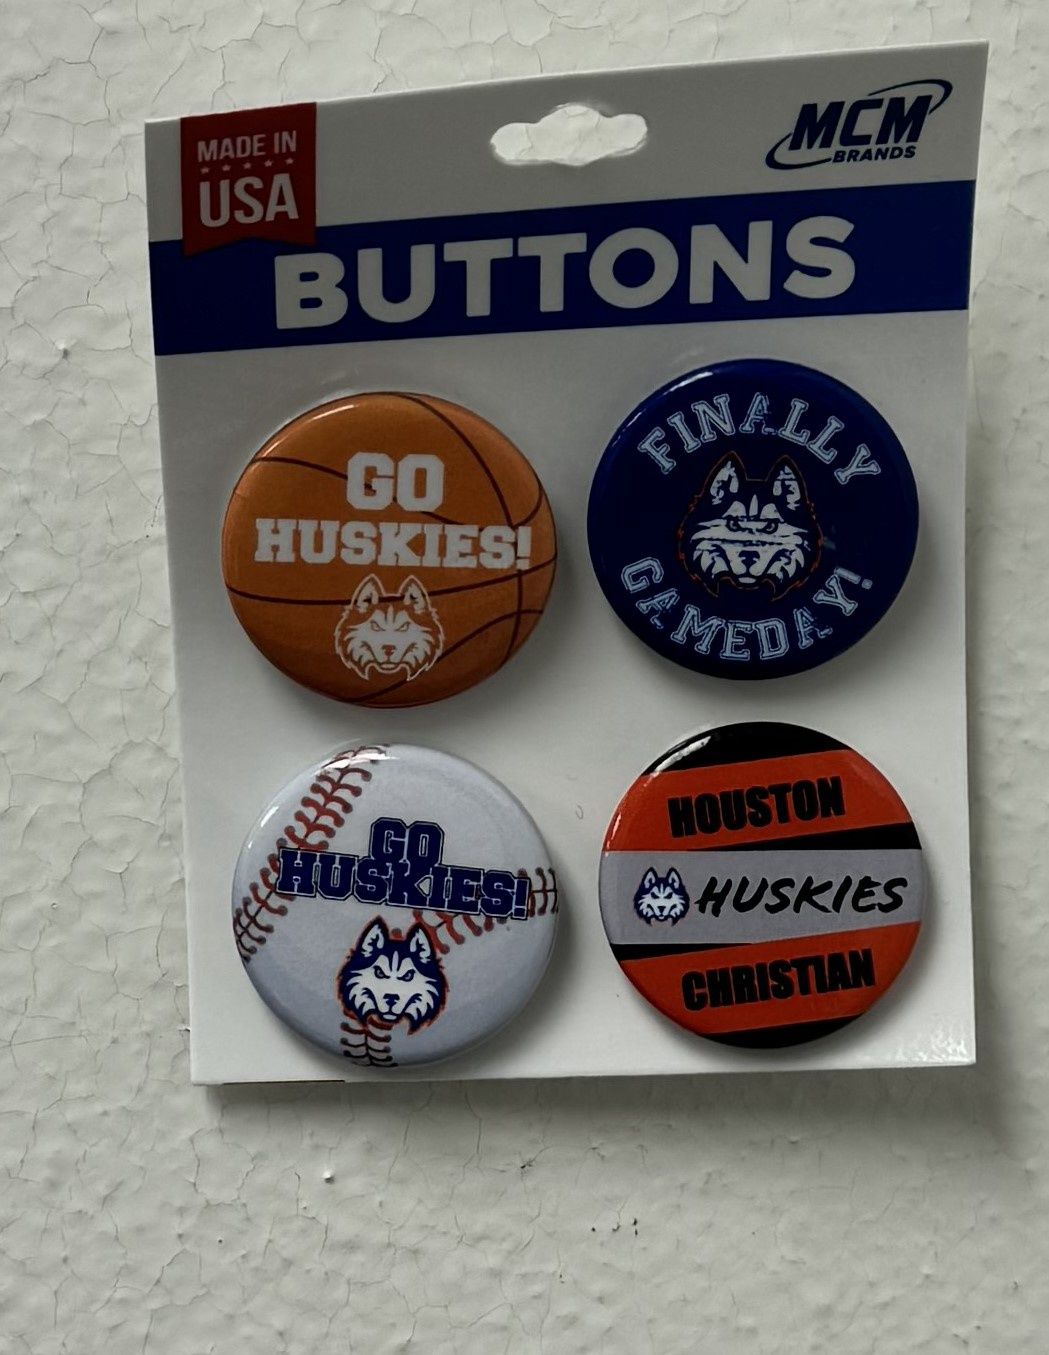 MADE IN
USA
MCM
BRANDS
BUTTONS
GO
HUSKIES!
FINALLY
GAMEDAY!
GO
HUSKIES!
HOUSTON
HUSKIES
CHRISTIAN